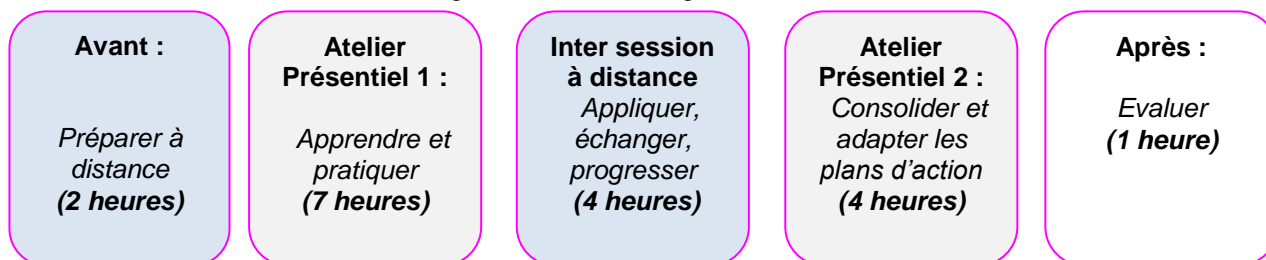 Avant :
Préparer à
distance
(2 heures)
Atelier
Présentiel 1 :
Apprendre et
pratiquer
(7 heures)
Inter session
à distance
Appliquer,
échanger,
progresser
(4 heures)
Atelier
Présentiel 2 :
Consolider et
adapter les
plans d’action
(4 heures)
Après :
Evaluer
(1 heure)